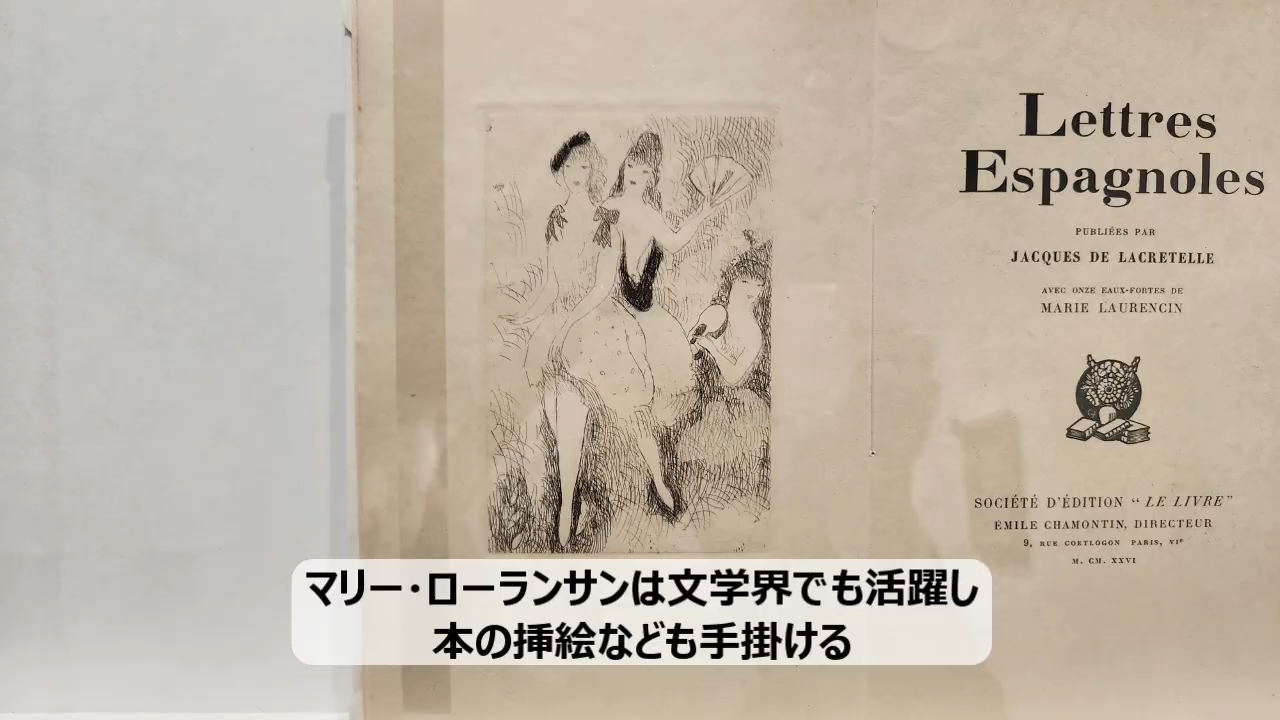 Lettres
Espagnoles
PUBLIÉES PAR
JACQUES DE LACRETELLE
AVEC ONZE EAUX-FORTES DE
MARIE LAURENCIN
SOCIÉTÉ D'ÉDITION “ LE LIVRE ”
ÉMILE CHAMONTIN, DIRECTEUR
9, RUE COETLOGON PARIS, VIᵉ
M. CM. XXVI
マリー・ローランサンは文学界でも活躍し
本の挿絵なども手掛ける